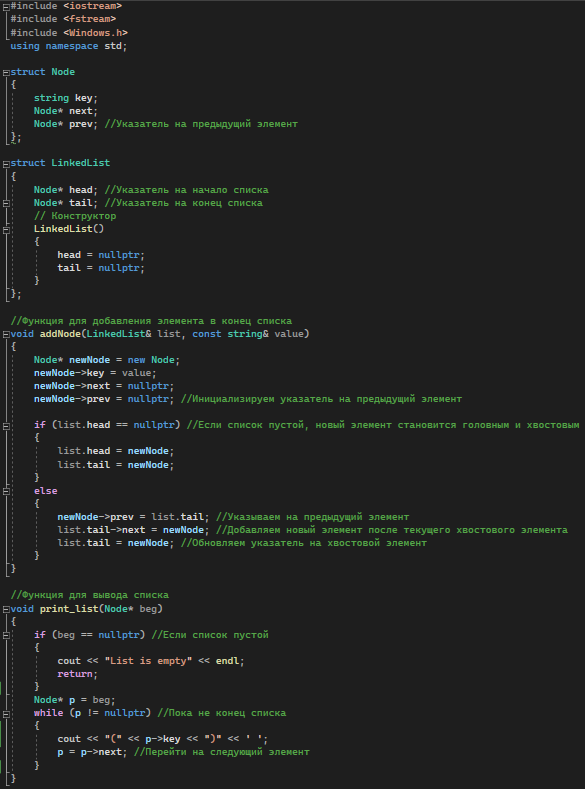 #include <iostream>
#include <fstream>
#include <Windows.h>
using namespace std;
struct Node
{
string key;
Node* next;
Node* prev; //Указатель на предыдущий элемент
};
struct LinkedList
{
Node* head; //Указатель на начало списка
Node* tail; //Указатель на конец списка
// Конструктор
LinkedList()
{
head = nullptr;
tail = nullptr;
}
};
//Функция для добавления элемента в конец списка
void addNode(LinkedList& list, const string& value)
{
Node* newNode = new Node;
newNode->key = value;
newNode->next = nullptr;
newNode->prev = nullptr; //Инициализируем указатель на предыдущий элемент
if (list.head == nullptr) //Если список пустой, новый элемент становится головным и хвостовым
{
list.head = newNode;
list.tail = newNode;
}
else
{
newNode->prev = list.tail; //Указываем на предыдущий элемент
list.tail->next = newNode; //Добавляем новый элемент после текущего хвостового элемента
list.tail = newNode; //Обновляем указатель на хвостовой элемент
}
}
//Функция для вывода списка
void print_list(Node* beg)
{
if (beg == nullptr) //Если список пустой
{
cout << "List is empty" << endl;
return;
}
Node* p = beg;
while (p != nullptr) //Пока не конец списка
{
cout << "(" << p->key << ")" << ' ';
p = p->next; //Перейти на следующий элемент
}
}